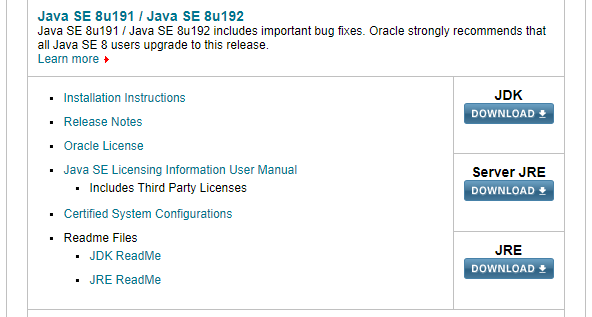 Java SE 8u191 / Java SE 8u192
Java SE 8u191 / Java SE 8u192 includes important bug fixes. Oracle strongly recommends that
all Java SE 8 users upgrade to this release.
Learn more
Installation Instructions
Release Notes
Oracle License
Java SE Licensing Information User Manual
Includes Third Party Licenses
Certified System Configurations
Readme Files
JDK ReadMe
JRE ReadMe
JDK
DOWNLOAD
Server JRE
DOWNLOAD
JRE
DOWNLOAD